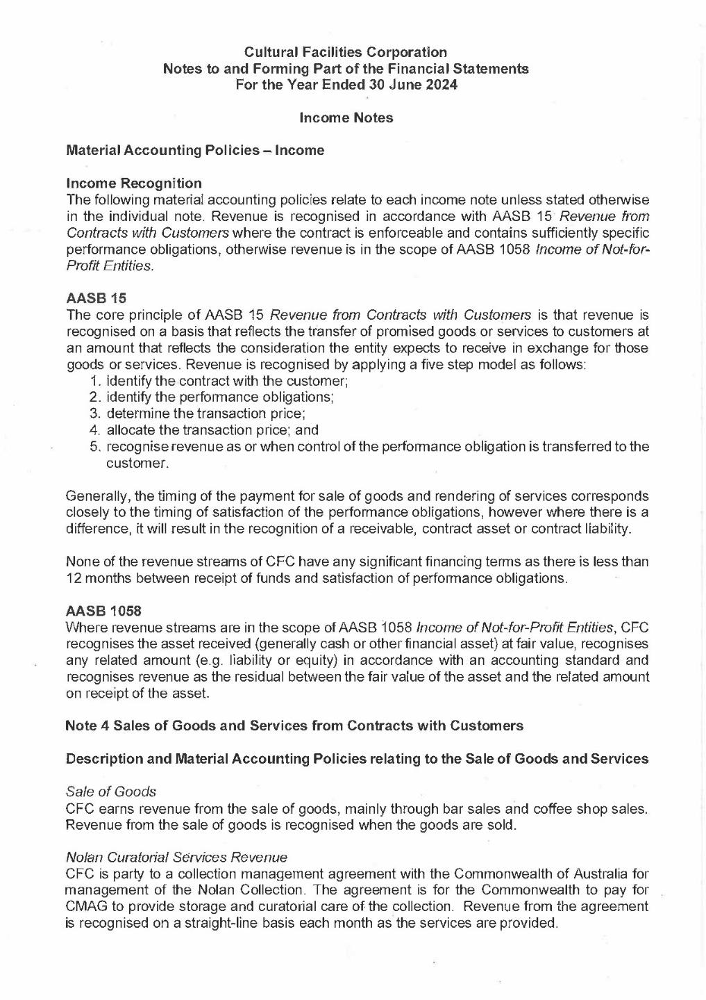 Cultural Facilities Corporation
Notes to and Forming Part of the Financial Statements
For the Year Ended 30 June 2024
Income Notes
Material Accounting Policies – Income
Income Recognition
The following material accounting policies relate to each income note unless stated otherwise
in the individual note. Revenue is recognised in accordance with AASB 15 Revenue from
Contracts with Customers where the contract is enforceable and contains sufficiently specific
performance obligations, otherwise revenue is in the scope of AASB 1058 Income of Not-for-
Profit Entities.
AASB 15
The core principle of AASB 15 Revenue from Contracts with Customers is that revenue is
recognised on a basis that reflects the transfer of promised goods or services to customers at
an amount that reflects the consideration the entity expects to receive in exchange for those
goods or services. Revenue is recognised by applying a five step model as follows:
1. identify the contract with the customer;
2. identify the performance obligations;
3. determine the transaction price;
4. allocate the transaction price; and
5. recognise revenue as or when control of the performance obligation is transferred to the
customer.
Generally, the timing of the payment for sale of goods and rendering of services corresponds
closely to the timing of satisfaction of the performance obligations, however where there is a
difference, it will result in the recognition of a receivable, contract asset or contract liability.
None of the revenue streams of CFC have any significant financing terms as there is less than
12 months between receipt of funds and satisfaction of performance obligations.
AASB 1058
Where revenue streams are in the scope of AASB 1058 Income of Not-for-Profit Entities, CFC
recognises the asset received (generally cash or other financial asset) at fair value, recognises
any related amount (e.g. liability or equity) in accordance with an accounting standard and
recognises revenue as the residual between the fair value of the asset and the related amount
on receipt of the asset.
Note 4 Sales of Goods and Services from Contracts with Customers
Description and Material Accounting Policies relating to the Sale of Goods and Services
Sale of Goods
CFC earns revenue from the sale of goods, mainly through bar sales and coffee shop sales.
Revenue from the sale of goods is recognised when the goods are sold.
Nolan Curatorial Services Revenue
CFC is party to a collection management agreement with the Commonwealth of Australia for
management of the Nolan Collection. The agreement is for the Commonwealth to pay for
CMAG to provide storage and curatorial care of the collection. Revenue from the agreement
is recognised on a straight-line basis each month as the services are provided.